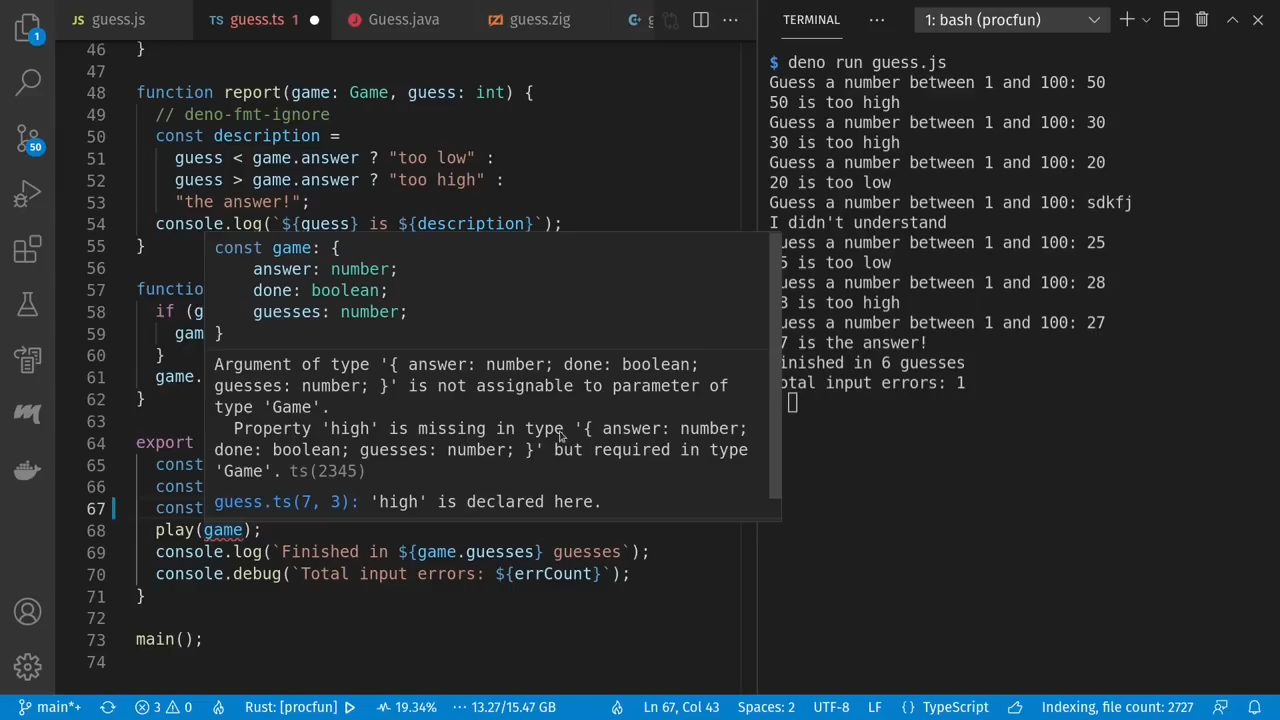 JS guess.js
TS guess.ts 1
Guess.java
guess.zig
g
46 }
47
48 function report(game: Game, guess: int) {
49 // deno-fmt-ignore
50 const description =
51 guess < game.answer ? "too low" :
52 guess > game.answer ? "too high" :
53 "the answer!";
54 console.log(`${guess} is ${description}`);
55 }
56
57 functio
58 if (g
59 gam
60 }
61 game.
62 }
63
64 export
65 const
66 const
67 const
68 play(game);
69 console.log(`Finished in ${game.guesses} guesses`);
70 console.debug(`Total input errors: ${errCount}`);
71 }
72
73 main();
74
const game: {
answer: number;
done: boolean;
guesses: number;
}
Argument of type '{ answer: number; done: boolean;
guesses: number; }' is not assignable to parameter of
type 'Game'.
Property 'high' is missing in type '{ answer: number;
done: boolean; guesses: number; }' but required in type
'Game'. ts(2345)
guess.ts(7, 3): 'high' is declared here.
TERMINAL
1: bash (procfun)
$ deno run guess.js
Guess a number between 1 and 100: 50
50 is too high
Guess a number between 1 and 100: 30
30 is too high
Guess a number between 1 and 100: 20
20 is too low
Guess a number between 1 and 100: sdkfj
I didn't understand
uess a number between 1 and 100: 25
5 is too low
uess a number between 1 and 100: 28
8 is too high
uess a number between 1 and 100: 27
7 is the answer!
inished in 6 guesses
otal input errors: 1
1
50
main*+
3 0
Rust: [procfun]
19.34%
13.27/15.47 GB
Ln 67, Col 43
Spaces: 2
UTF-8
LF
{} TypeScript
Indexing, file count: 2727